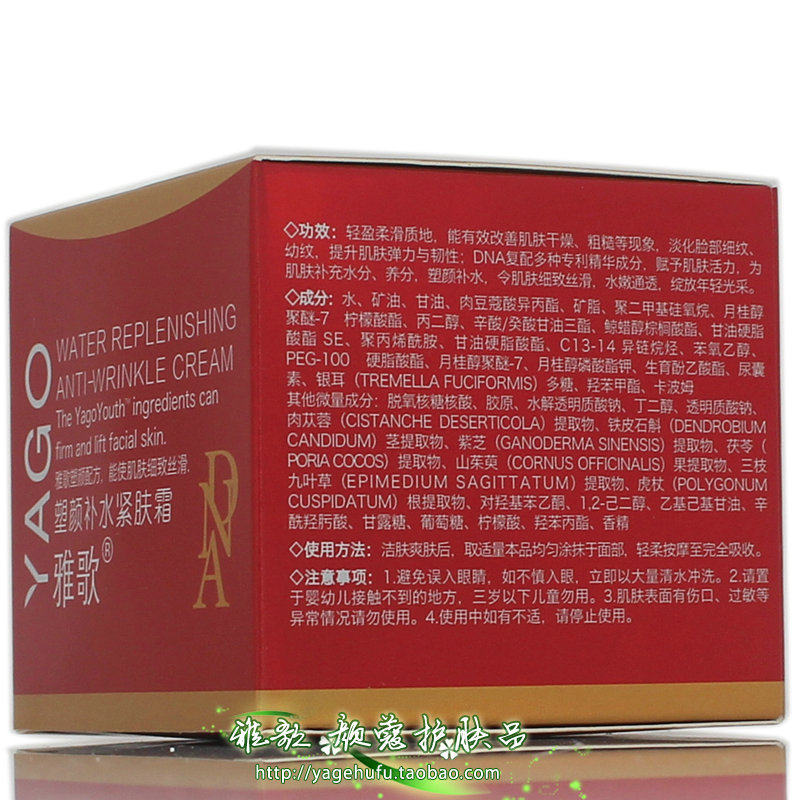 YAGO
WATER REPLENISHING
ANTI-WRINKLE CREAM
The YagoYouth™ ingredients can
firm and lift facial skin.
雅歌塑颜配方，能使肌肤细致丝滑，
塑颜补水紧肤霜
雅歌®
DNA
◇功效：轻盈柔滑质地，能有效改善肌肤干燥、粗糙等现象，淡化脸部细纹、
幼纹，提升肌肤弹力与韧性；DNA复配多种专利精华成分，赋予肌肤活力，为
肌肤补充水分、养分，塑颜补水，令肌肤细致丝滑，水嫩通透，绽放年轻光采。
◇成分：水、矿油、甘油、肉豆蔻酸异丙酯、矿脂、聚二甲基硅氧烷、月桂醇
聚醚-7 柠檬酸酯、丙二醇、辛酸/癸酸甘油三酯、鲸蜡醇棕榈酸酯、甘油硬脂
酸酯 SE、聚丙烯酰胺、甘油硬脂酸酯、C13-14 异链烷烃、苯氧乙醇、
PEG-100 硬脂酸酯、月桂醇聚醚-7、月桂醇磷酸酯钾、生育酚乙酸酯、尿囊
素、银耳（TREMELLA FUCIFORMIS）多糖、羟苯甲酯、卡波姆
其他微量成分：脱氧核糖核酸、胶原、水解透明质酸钠、丁二醇、透明质酸钠、
肉苁蓉（CISTANCHE DESERTICOLA）提取物、铁皮石斛（DENDROBIUM
CANDIDUM）茎提取物、紫芝（GANODERMA SINENSIS）提取物、茯苓（
PORIA COCOS）提取物、山茱萸（CORNUS OFFICINALIS）果提取物、三枝
九叶草（EPIMEDIUM SAGITTATUM）提取物、虎杖（POLYGONUM
CUSPIDATUM）根提取物、对羟基苯乙酮、1,2-己二醇、乙基己基甘油、辛
酰羟肟酸、甘露糖、葡萄糖、柠檬酸、羟苯丙酯、香精
◇使用方法：洁肤爽肤后，取适量本品均匀涂抹于面部，轻柔按摩至完全吸收。
◇注意事项：1.避免误入眼睛，如不慎入眼，立即以大量清水冲洗。2.请置
于婴幼儿接触不到的地方，三岁以下儿童勿用。3.肌肤表面有伤口、过敏等
异常情况请勿使用。4.使用中如有不适，请停止使用。
雅歌 颜蔻护肤品
http://yagehufu.taobao.com/